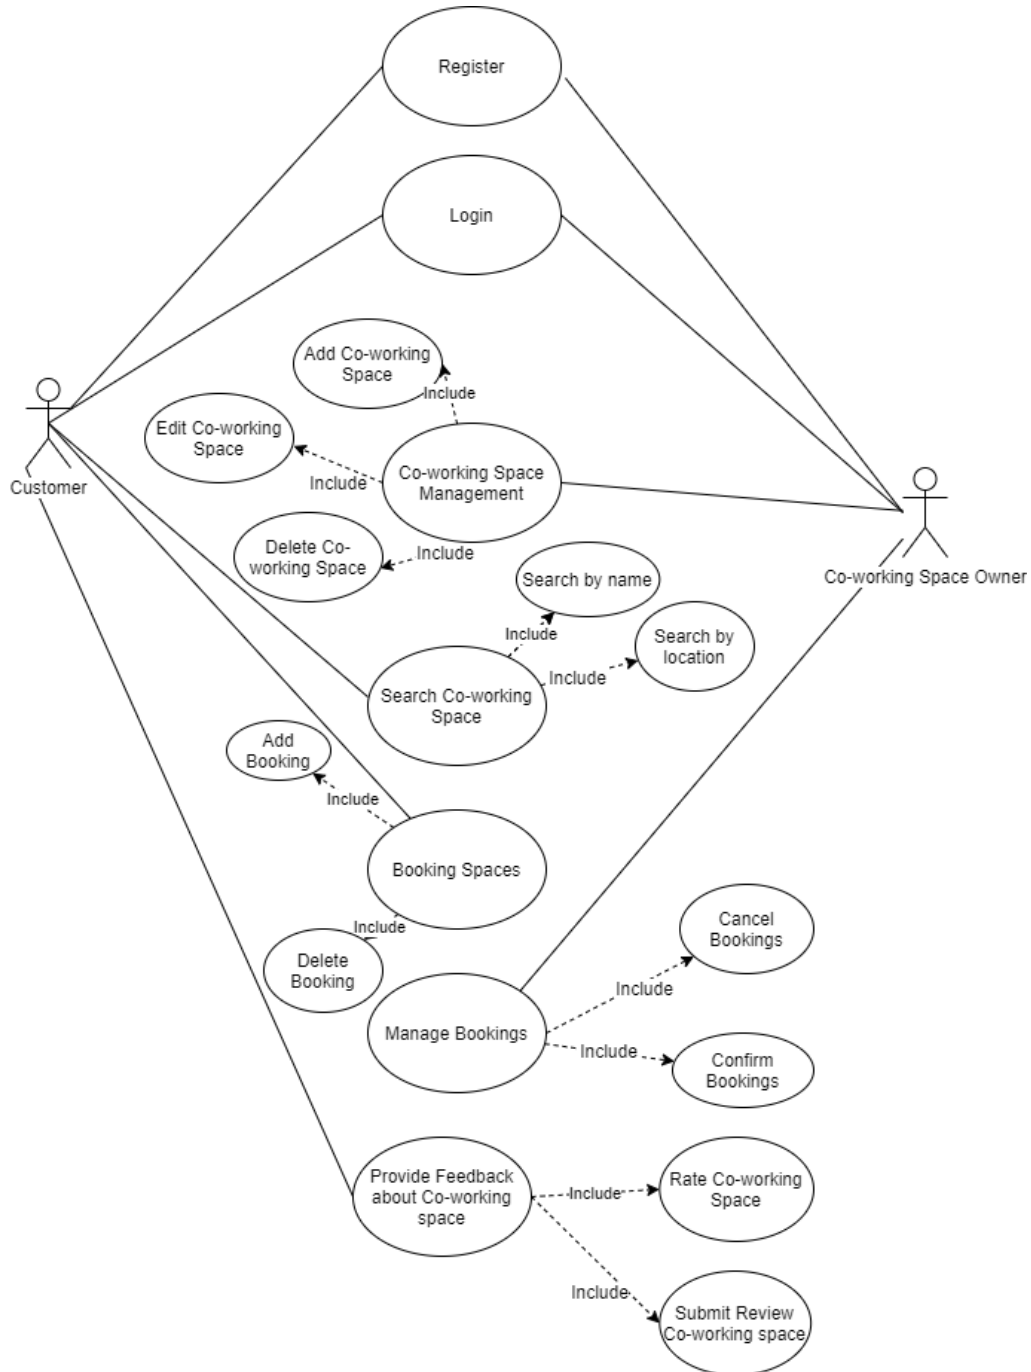 Register
Login
Add Co-working
Space
Include
Edit Co-working
Space
Include
Co-working Space
Management
Customer
Delete Co-
working Space
Include
Search by name
Co-working Space Owner
Include
Search by
location
Include
Search Co-working
Space
Add
Booking
Include
Booking Spaces
Include
Delete
Booking
Cancel
Bookings
Include
Manage Bookings
Include
Confirm
Bookings
Provide Feedback
about Co-working
space
Include
Rate Co-working
Space
Include
Submit Review
Co-working space